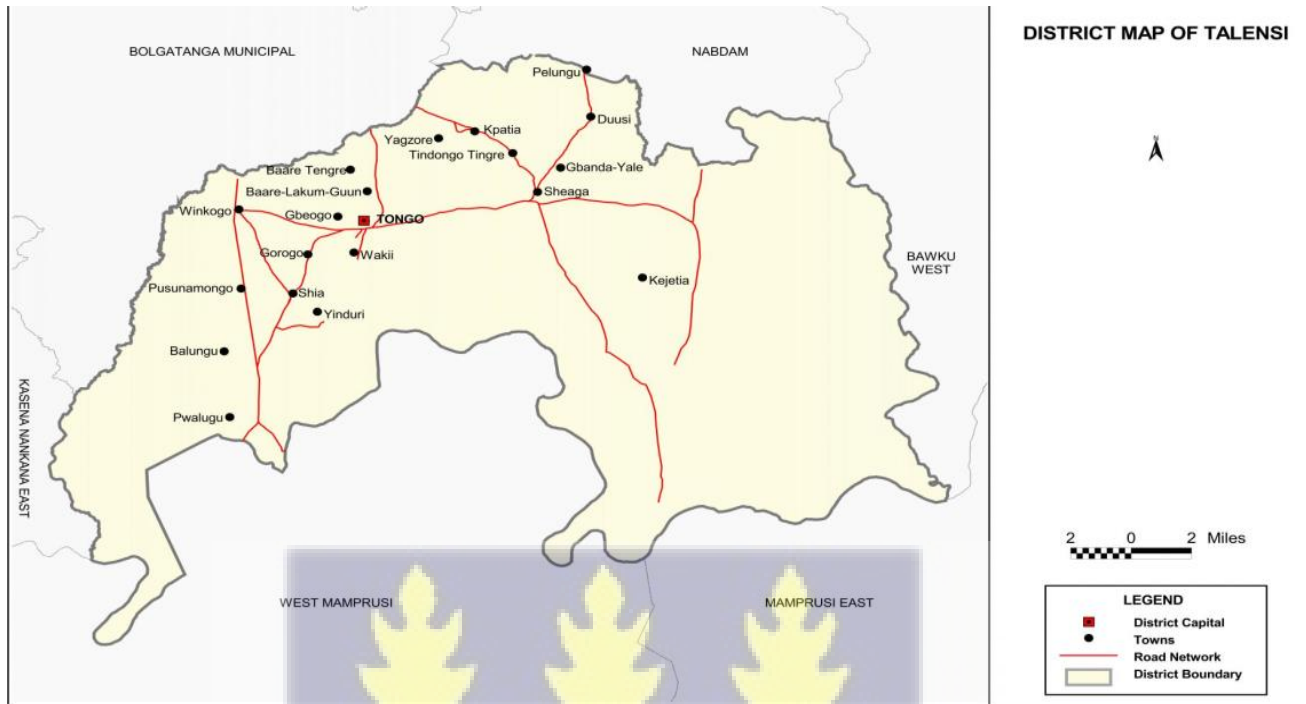 DISTRICT MAP OF TALENSI
BOLGATANGA MUNICIPAL
NABDAM
Pelungu
Duusi
Kpatia
Yagzore
Tindongo Tingre
Gbanda-Yale
Baare Tengre
Baare-Lakum-Guun
Sheaga
Winkogo
Gbeogo
TONGO
Gorogo
Wakii
BAWKU
WEST
Kejetia
Pusunamongo
Shia
Yinduri
Balungu
KASENA NANKANA EAST
Pwalugu
WEST MAMPRUSI
MAMPRUSI EAST
N
2 0 2 Miles
LEGEND
District Capital
Towns
Road Network
District Boundary